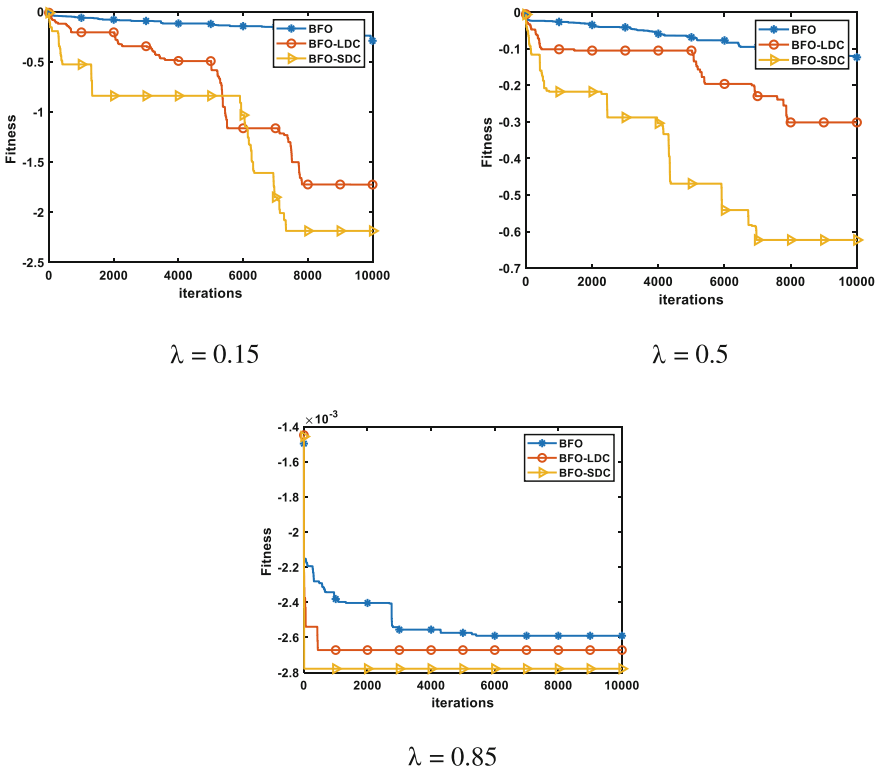 0
-0.5
-1
-1.5
-2
-2.5
Fitness
BFO
BFO-LDC
BFO-SDC
0 2000 4000 6000 8000 10000
iterations
λ = 0.15
0
-0.1
-0.2
-0.3
-0.4
-0.5
-0.6
-0.7
Fitness
BFO
BFO-LDC
BFO-SDC
0 2000 4000 6000 8000 10000
iterations
λ = 0.5
×10-3
-1.4
-1.6
-1.8
-2
-2.2
-2.4
-2.6
-2.8
Fitness
BFO
BFO-LDC
BFO-SDC
0 2000 4000 6000 8000 10000
iterations
λ = 0.85